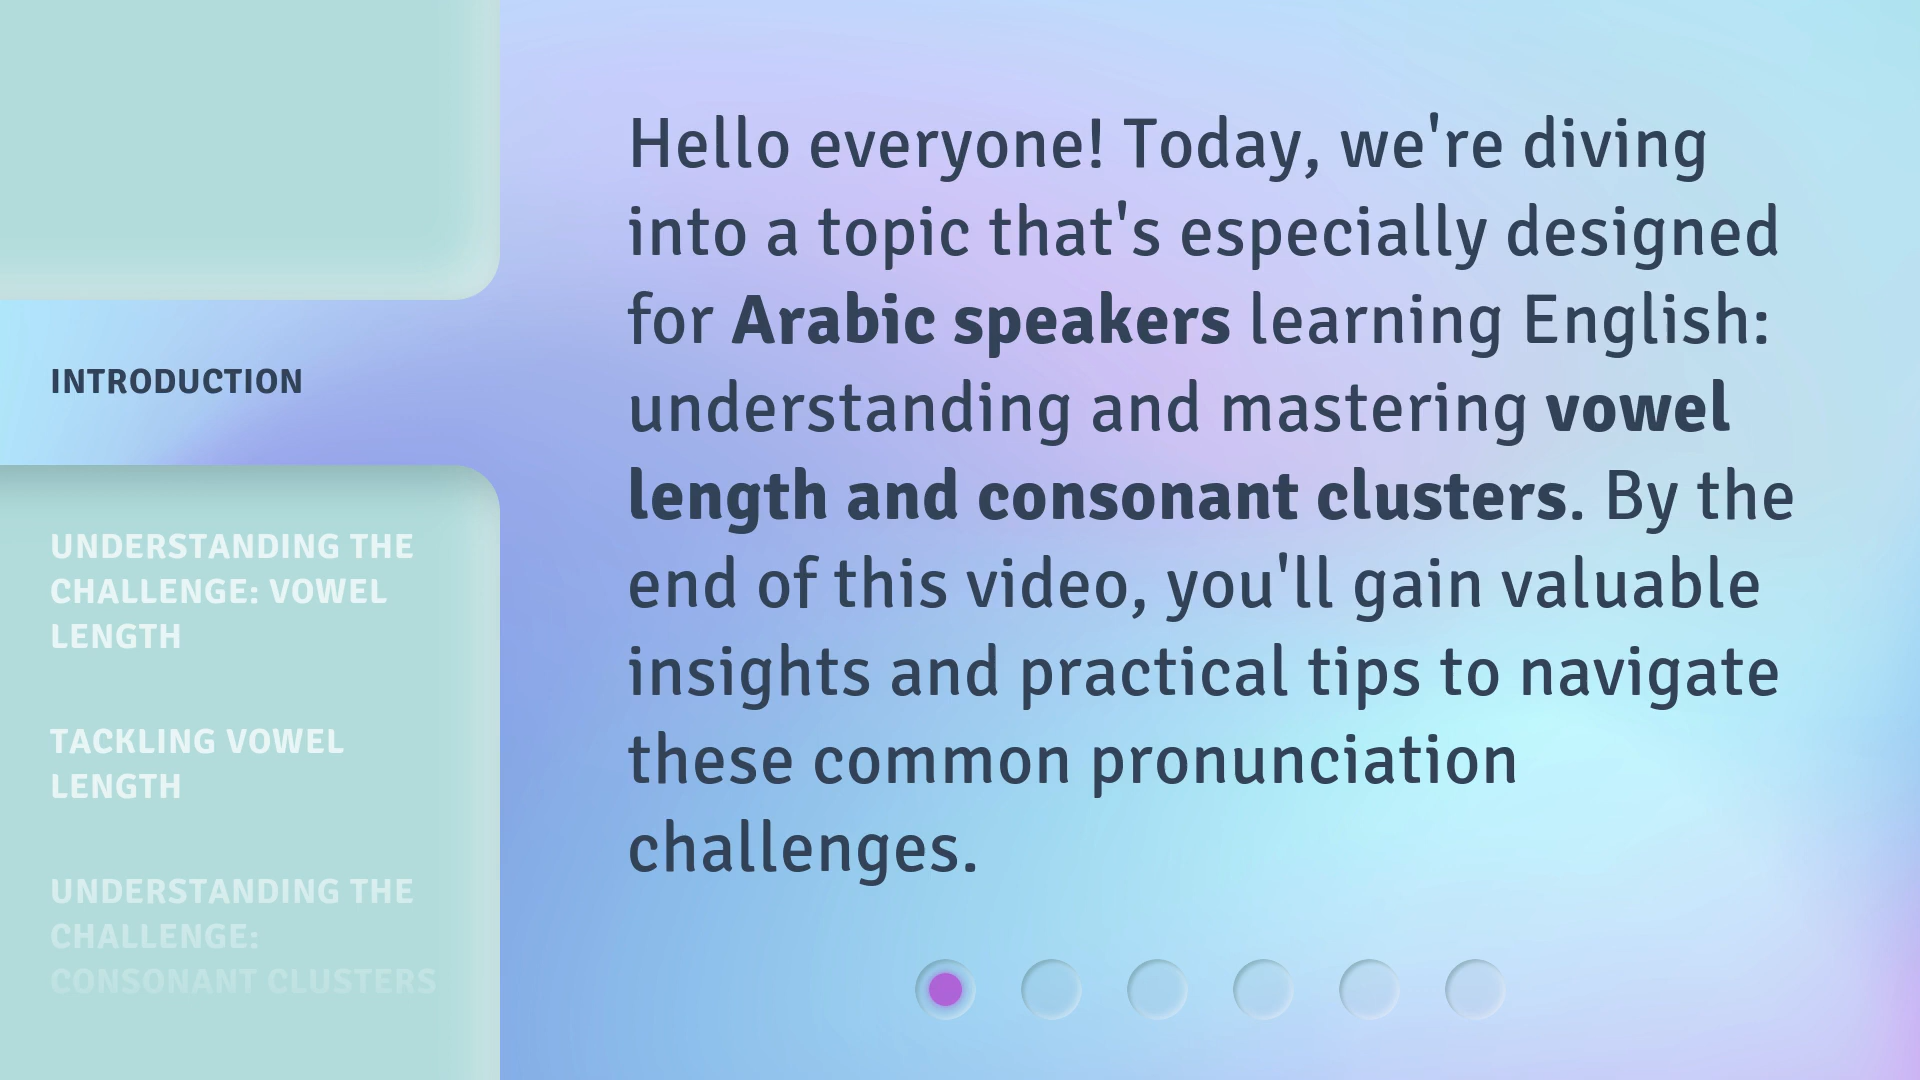 INTRODUCTION
UNDERSTANDING THE
CHALLENGE: VOWEL
LENGTH
TACKLING VOWEL
LENGTH
UNDERSTANDING THE
CHALLENGE:
CONSONANT CLUSTERS
Hello everyone! Today, we're diving
into a topic that's especially designed
for Arabic speakers learning English:
understanding and mastering vowel
length and consonant clusters. By the
end of this video, you'll gain valuable
insights and practical tips to navigate
these common pronunciation
challenges.